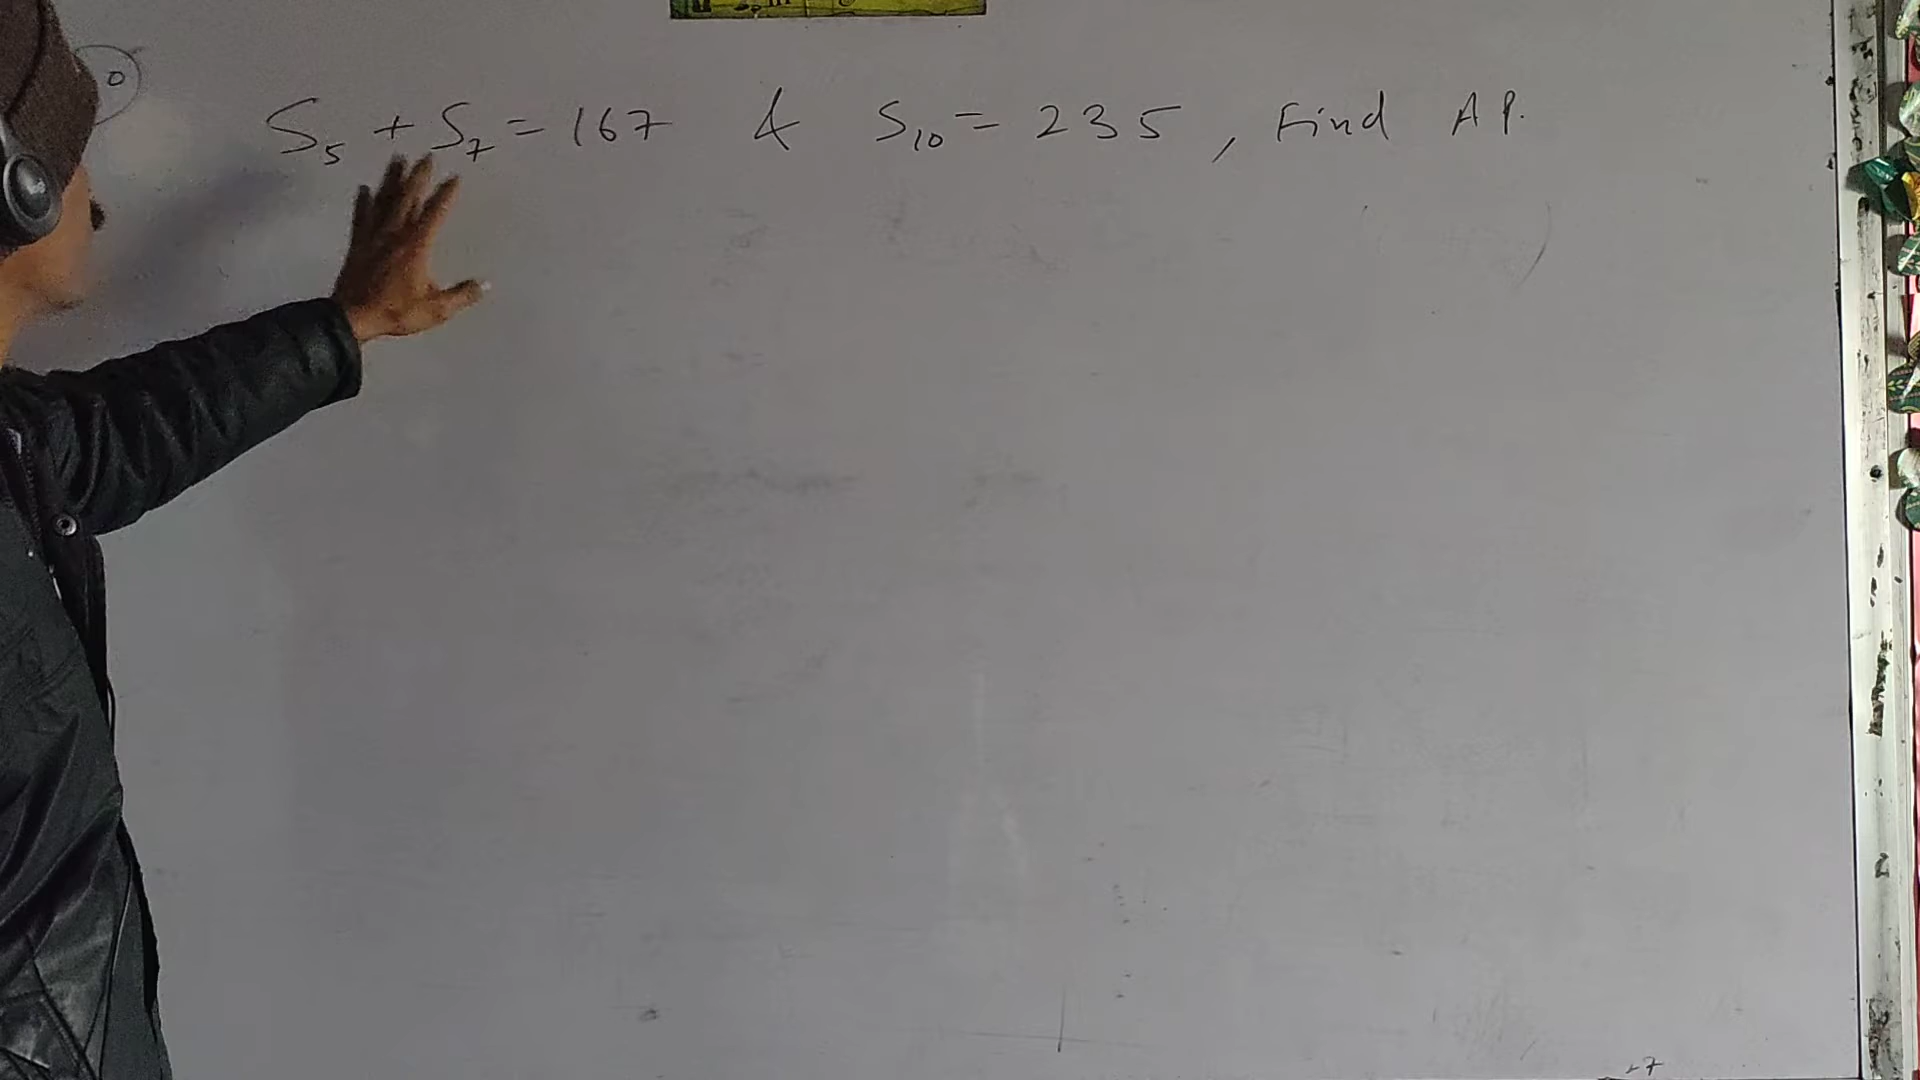 S₅ + S₇ = 167 & S₁₀ = 235, Find AP.